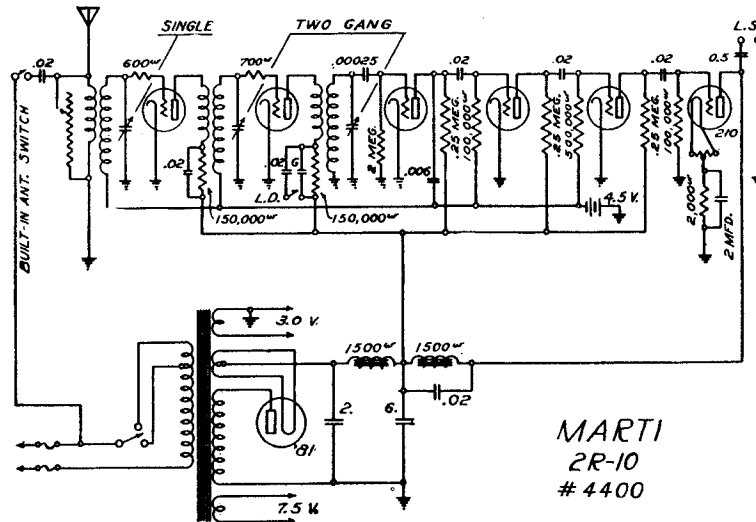 SINGLE
TWO GANG
L.S.
.02
600ω
700ω
.00025
.02
.02
.02
0.5
210
BUILT-IN ANT. SWITCH
.02
.02
G
L.D.
2 MEG.
.006
.25 MEG.
100,000ω
.25 MEG.
500,000ω
.25 MEG.
100,000ω
150,000ω
150,000ω
4.5 V.
2,000ω
2 MFD.
3.0 V.
1500ω
1500ω
2.
6.
.02
'81
7.5 V.
MARTI
2R-10
# 4400